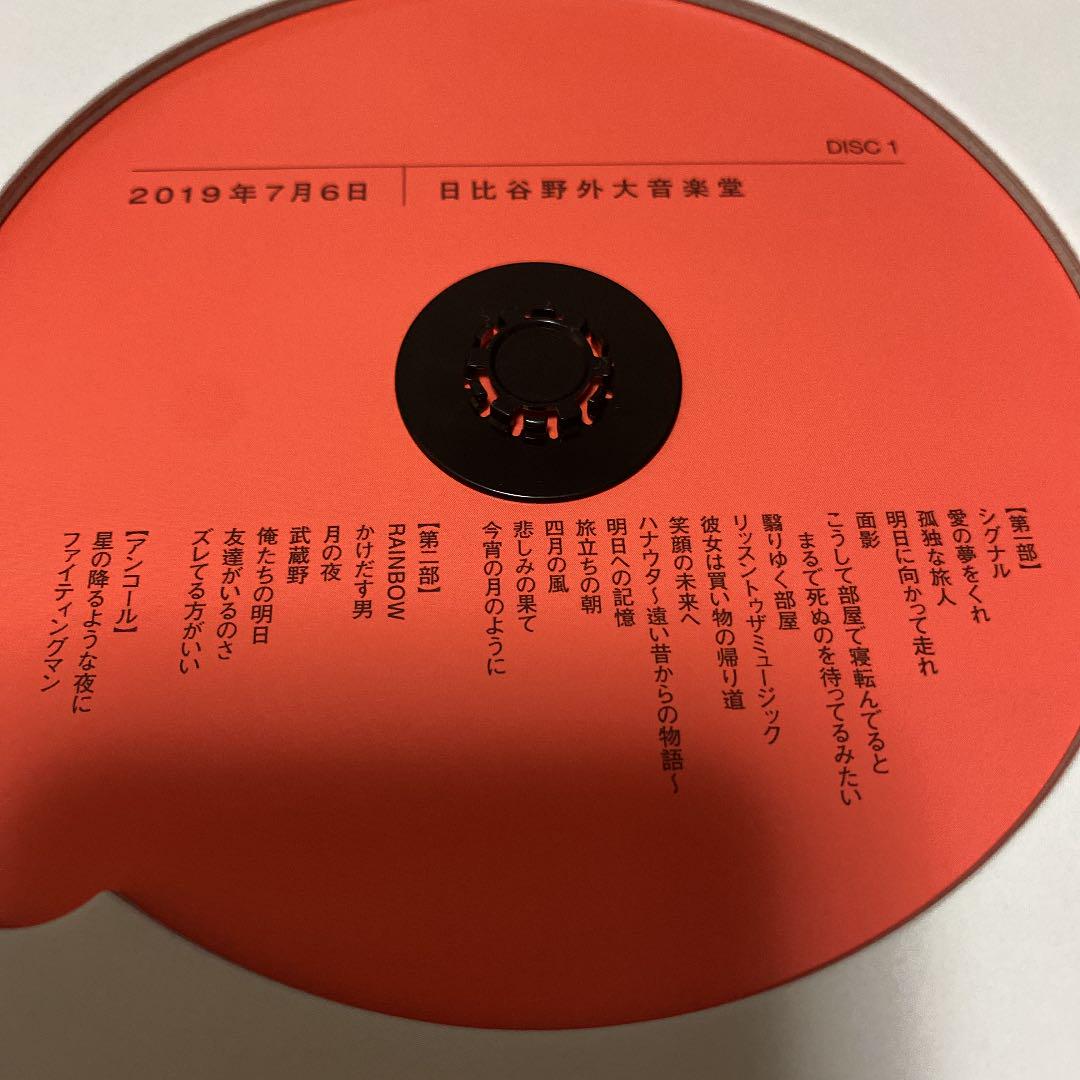 DISC 1
2019年7月6日 日比谷野外大音楽堂
【第一部】
シグナル
愛の夢をくれ
孤独な旅人
明日に向かって走れ
面影
こうして部屋で寝転んでると
まるで死ぬのを待ってるみたい
翳りゆく部屋
リッスントゥザミュージック
彼女は買い物の帰り道
笑顔の未来へ
ハナウタ～遠い昔からの物語～
明日への記憶
旅立ちの朝
四月の風
悲しみの果て
今宵の月のように
【第二部】
RAINBOW
かけだす男
月の夜
武蔵野
俺たちの明日
友達がいるのさ
ズレてる方がいい
【アンコール】
星の降るような夜に
ファイティングマン